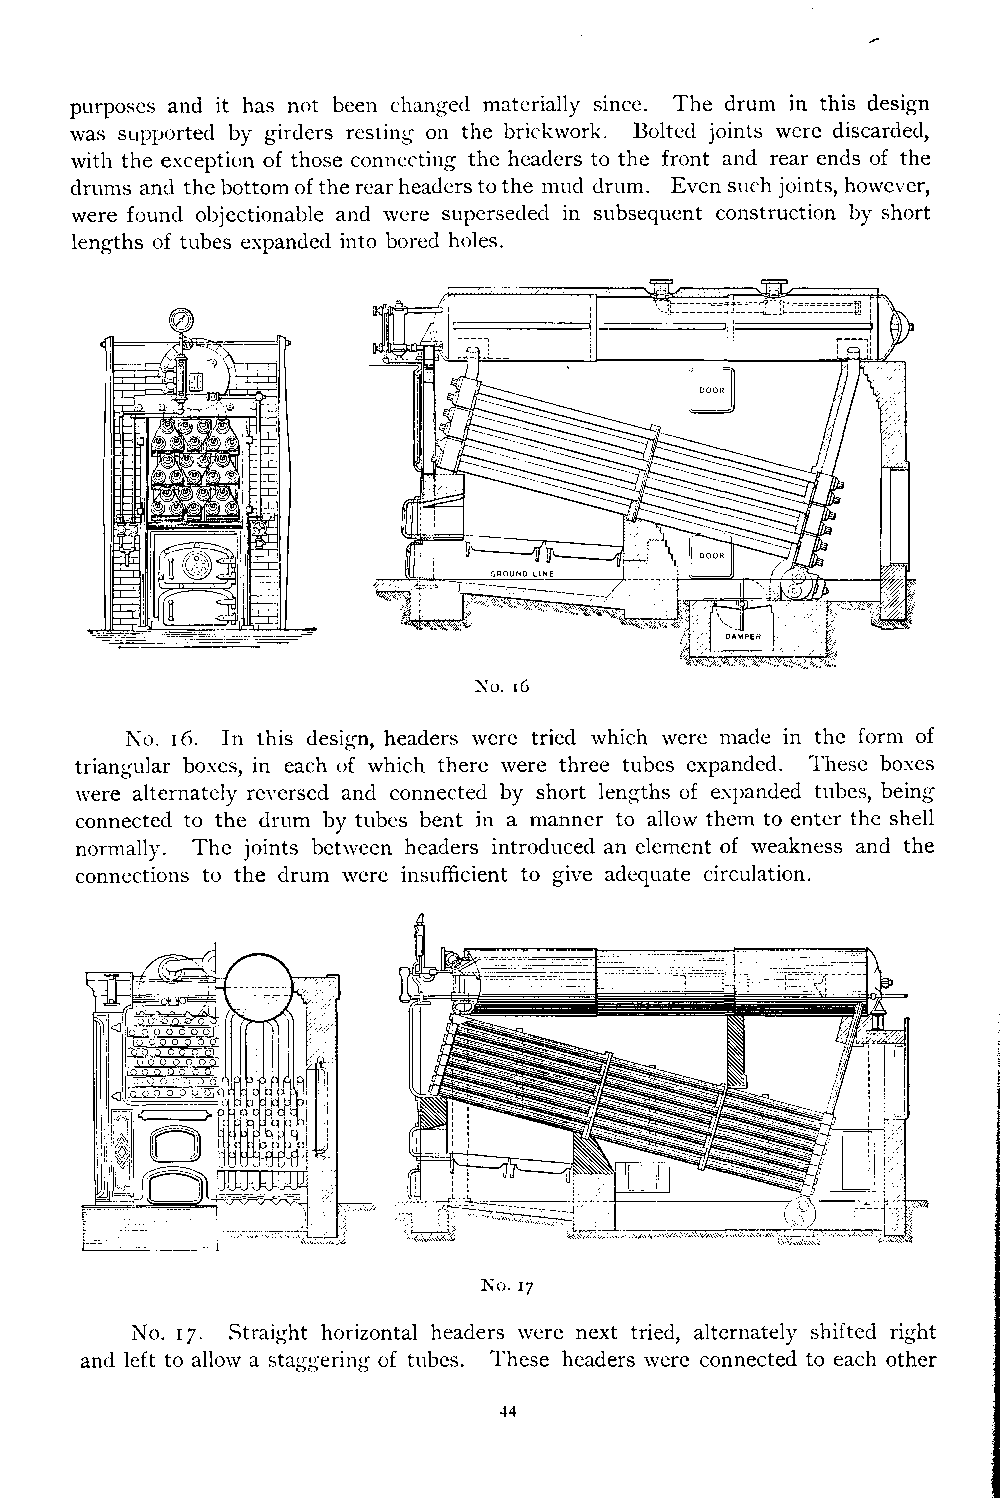 purposes and it has not been changed materially since. The drum in this design
was supported by girders resting on the brickwork. Bolted joints were discarded,
with the exception of those connecting the headers to the front and rear ends of the
drums and the bottom of the rear headers to the mud drum. Even such joints, however,
were found objectionable and were superseded in subsequent construction by short
lengths of tubes expanded into bored holes.
DOOR
DOOR
GROUND LINE
DAMPER
No. 16
No. 16. In this design, headers were tried which were made in the form of
triangular boxes, in each of which there were three tubes expanded. These boxes
were alternately reversed and connected by short lengths of expanded tubes, being
connected to the drum by tubes bent in a manner to allow them to enter the shell
normally. The joints between headers introduced an element of weakness and the
connections to the drum were insufficient to give adequate circulation.
No. 17
No. 17. Straight horizontal headers were next tried, alternately shifted right
and left to allow a staggering of tubes. These headers were connected to each other
44